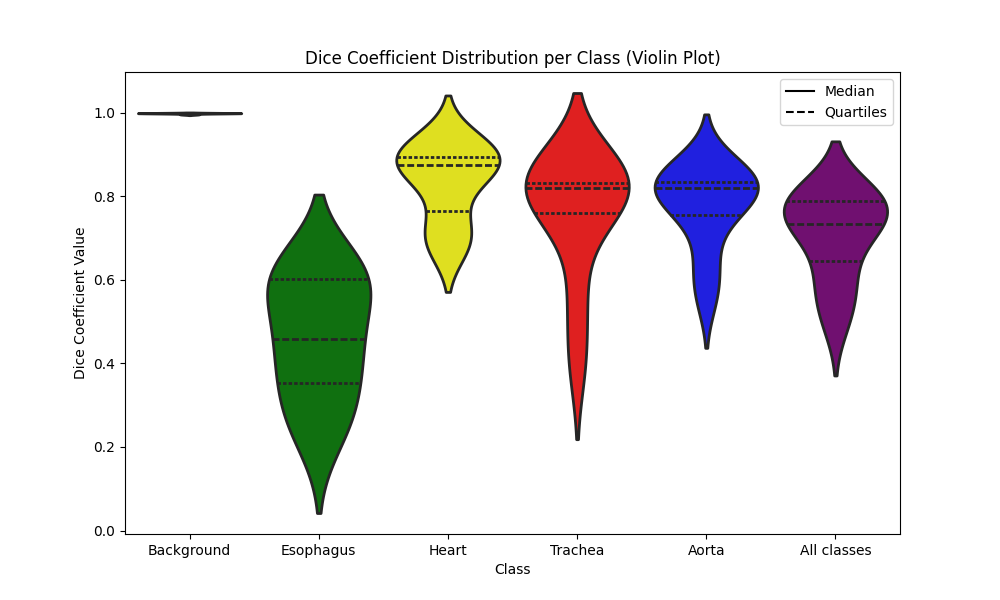 Dice Coefficient Distribution per Class (Violin Plot)
Median
Quartiles
Dice Coefficient Value
1.0
0.8
0.6
0.4
0.2
0.0
Background
Esophagus
Heart
Trachea
Aorta
All classes
Class